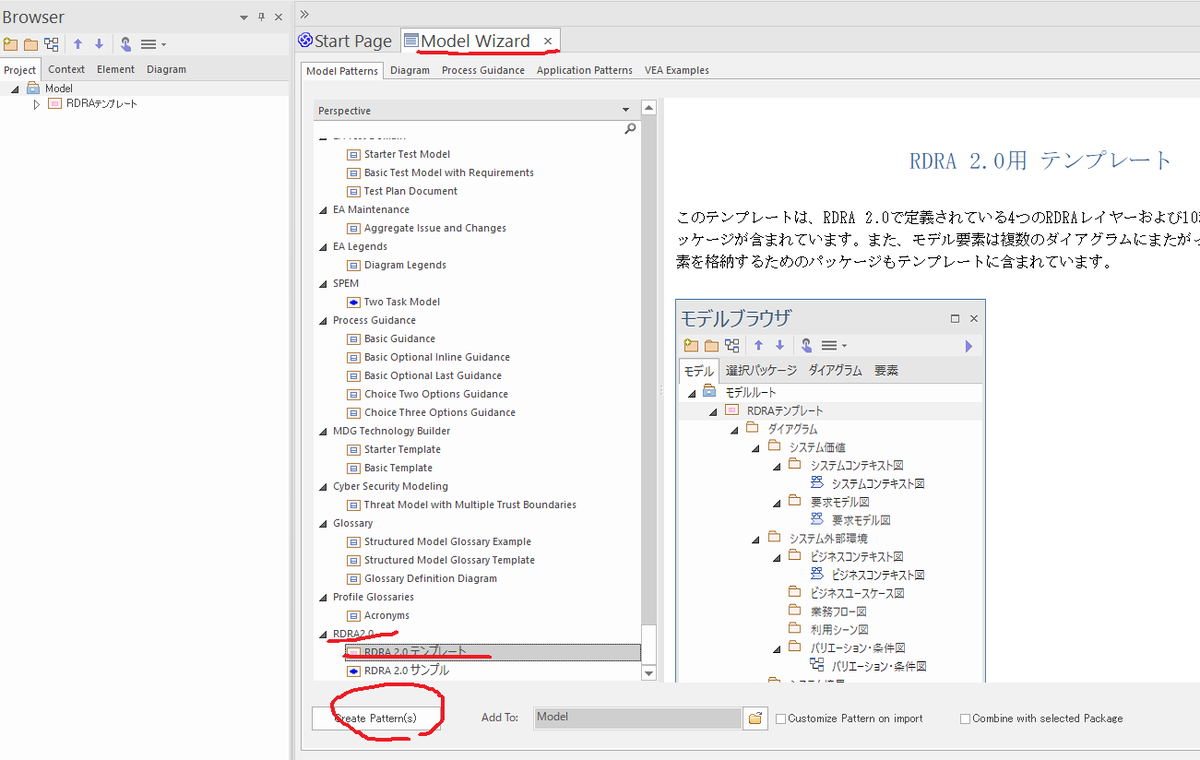 Browser
Project Context Element Diagram
Model
RDRAテンプレート
Start Page
Model Wizard
Model Patterns Diagram Process Guidance Application Patterns VEA Examples
Perspective
Starter Test Model
Basic Test Model with Requirements
Test Plan Document
EA Maintenance
Aggregate Issue and Changes
EA Legends
Diagram Legends
SPEM
Two Task Model
Process Guidance
Basic Guidance
Basic Optional Inline Guidance
Basic Optional Last Guidance
Choice Two Options Guidance
Choice Three Options Guidance
MDG Technology Builder
Starter Template
Basic Template
Cyber Security Modeling
Threat Model with Multiple Trust Boundaries
Glossary
Structured Model Glossary Example
Structured Model Glossary Template
Glossary Definition Diagram
Profile Glossaries
Acronyms
RDRA2.0
RDRA 2.0 テンプレート
RDRA 2.0 サンプル
Create Pattern(s)
Add To:
Model
Customize Pattern on import
Combine with selected Package
RDRA 2.0用 テンプレート
このテンプレートは、RDRA 2.0で定義されている4つのRDRAレイヤーおよび10
ッケージが含まれています。また、モデル要素は複数のダイアグラムにまたが
素を格納するためのパッケージもテンプレートに含まれています。
モデルブラウザ
モデル 選択パッケージ ダイアグラム 要素
モデルルート
RDRAテンプレート
ダイアグラム
システム価値
システムコンテキスト図
システムコンテキスト図
要求モデル図
要求モデル図
システム外部環境
ビジネスコンテキスト図
ビジネスコンテキスト図
ビジネスユースケース図
業務フロー図
利用シーン図
バリエーション・条件図
バリエーション・条件図